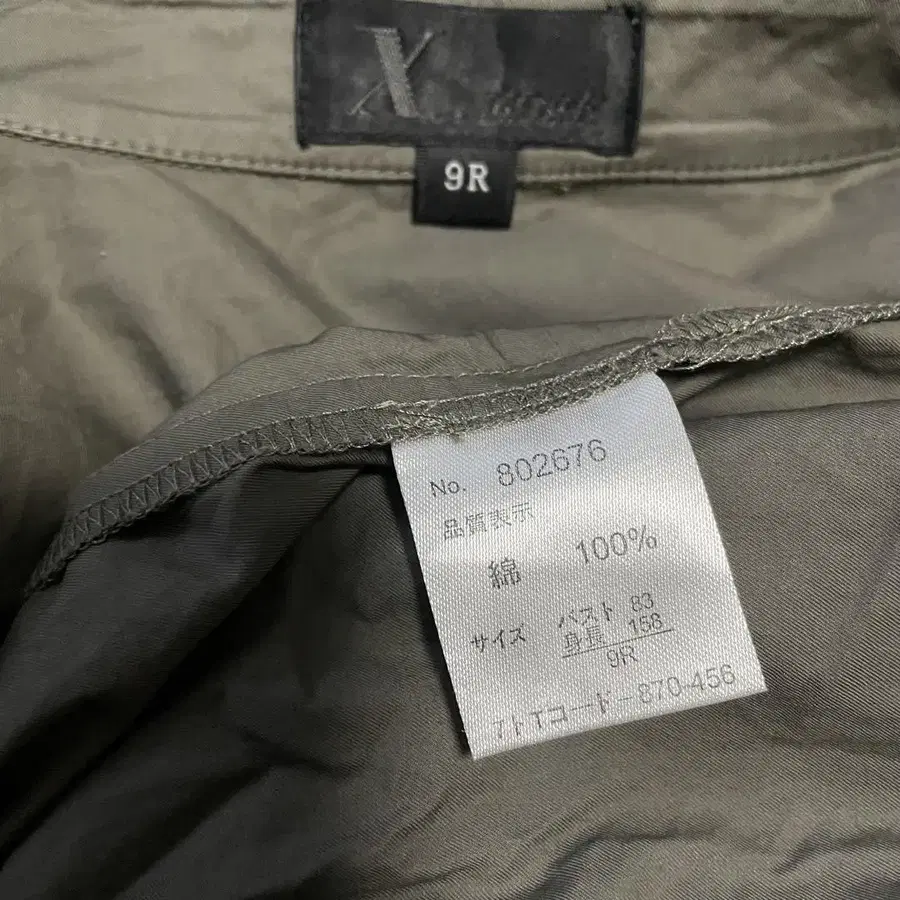 X
9R
No. 802676
品質表示
綿 100%
サイズ バスト 83
身長 158
9R
アトTコード-870-456